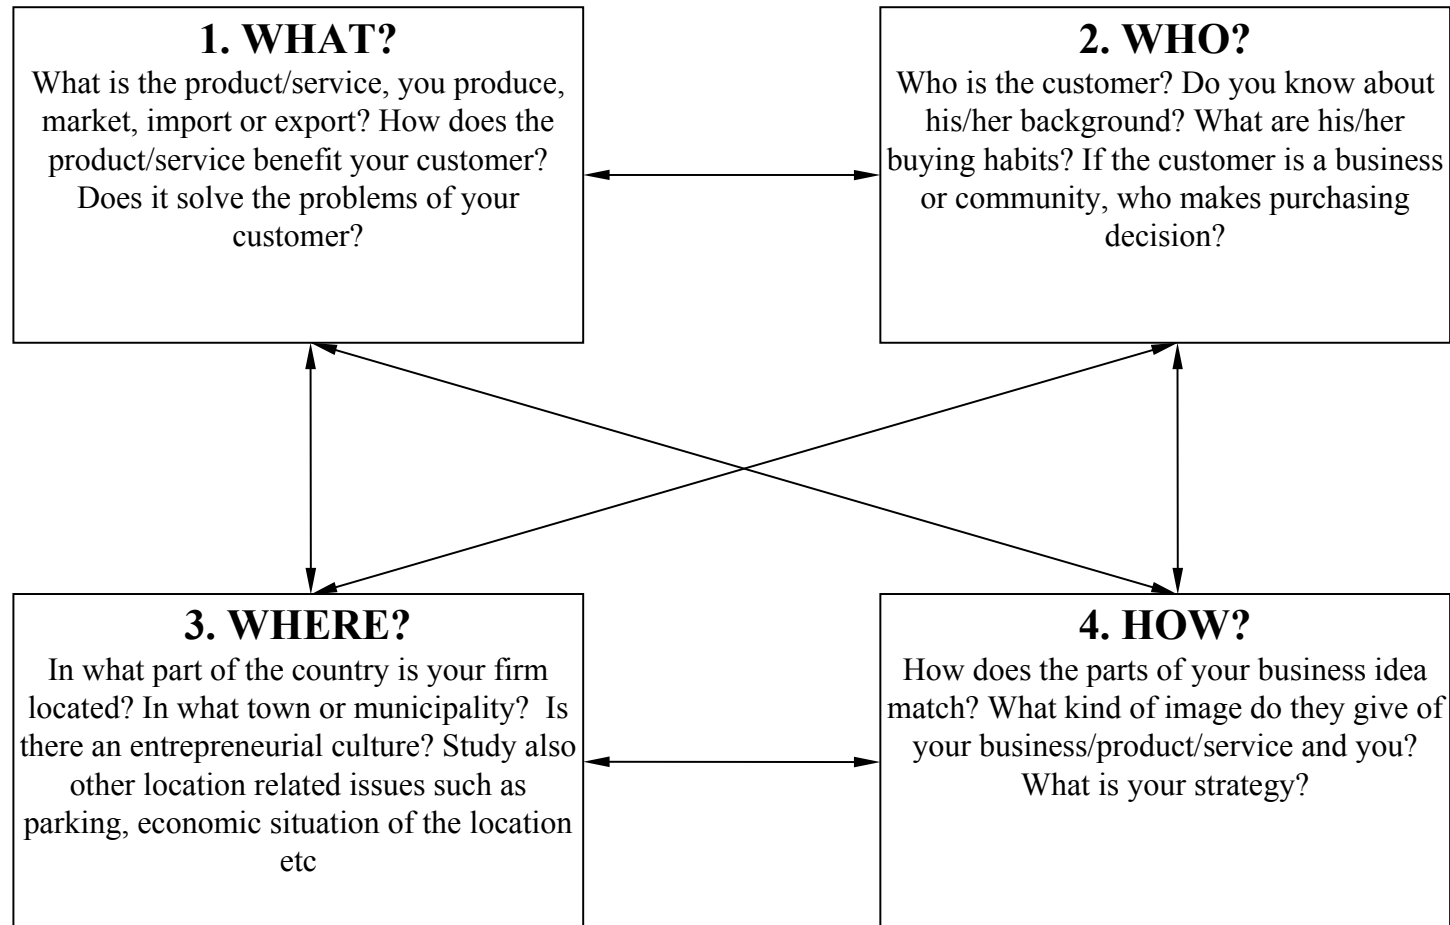 1. WHAT?
What is the product/service, you produce,
market, import or export? How does the
product/service benefit your customer?
Does it solve the problems of your
customer?
2. WHO?
Who is the customer? Do you know about
his/her background? What are his/her
buying habits? If the customer is a business
or community, who makes purchasing
decision?
3. WHERE?
In what part of the country is your firm
located? In what town or municipality?  Is
there an entrepreneurial culture? Study also
other location related issues such as
parking, economic situation of the location
etc
4. HOW?
How does the parts of your business idea
match? What kind of image do they give of
your business/product/service and you?
What is your strategy?